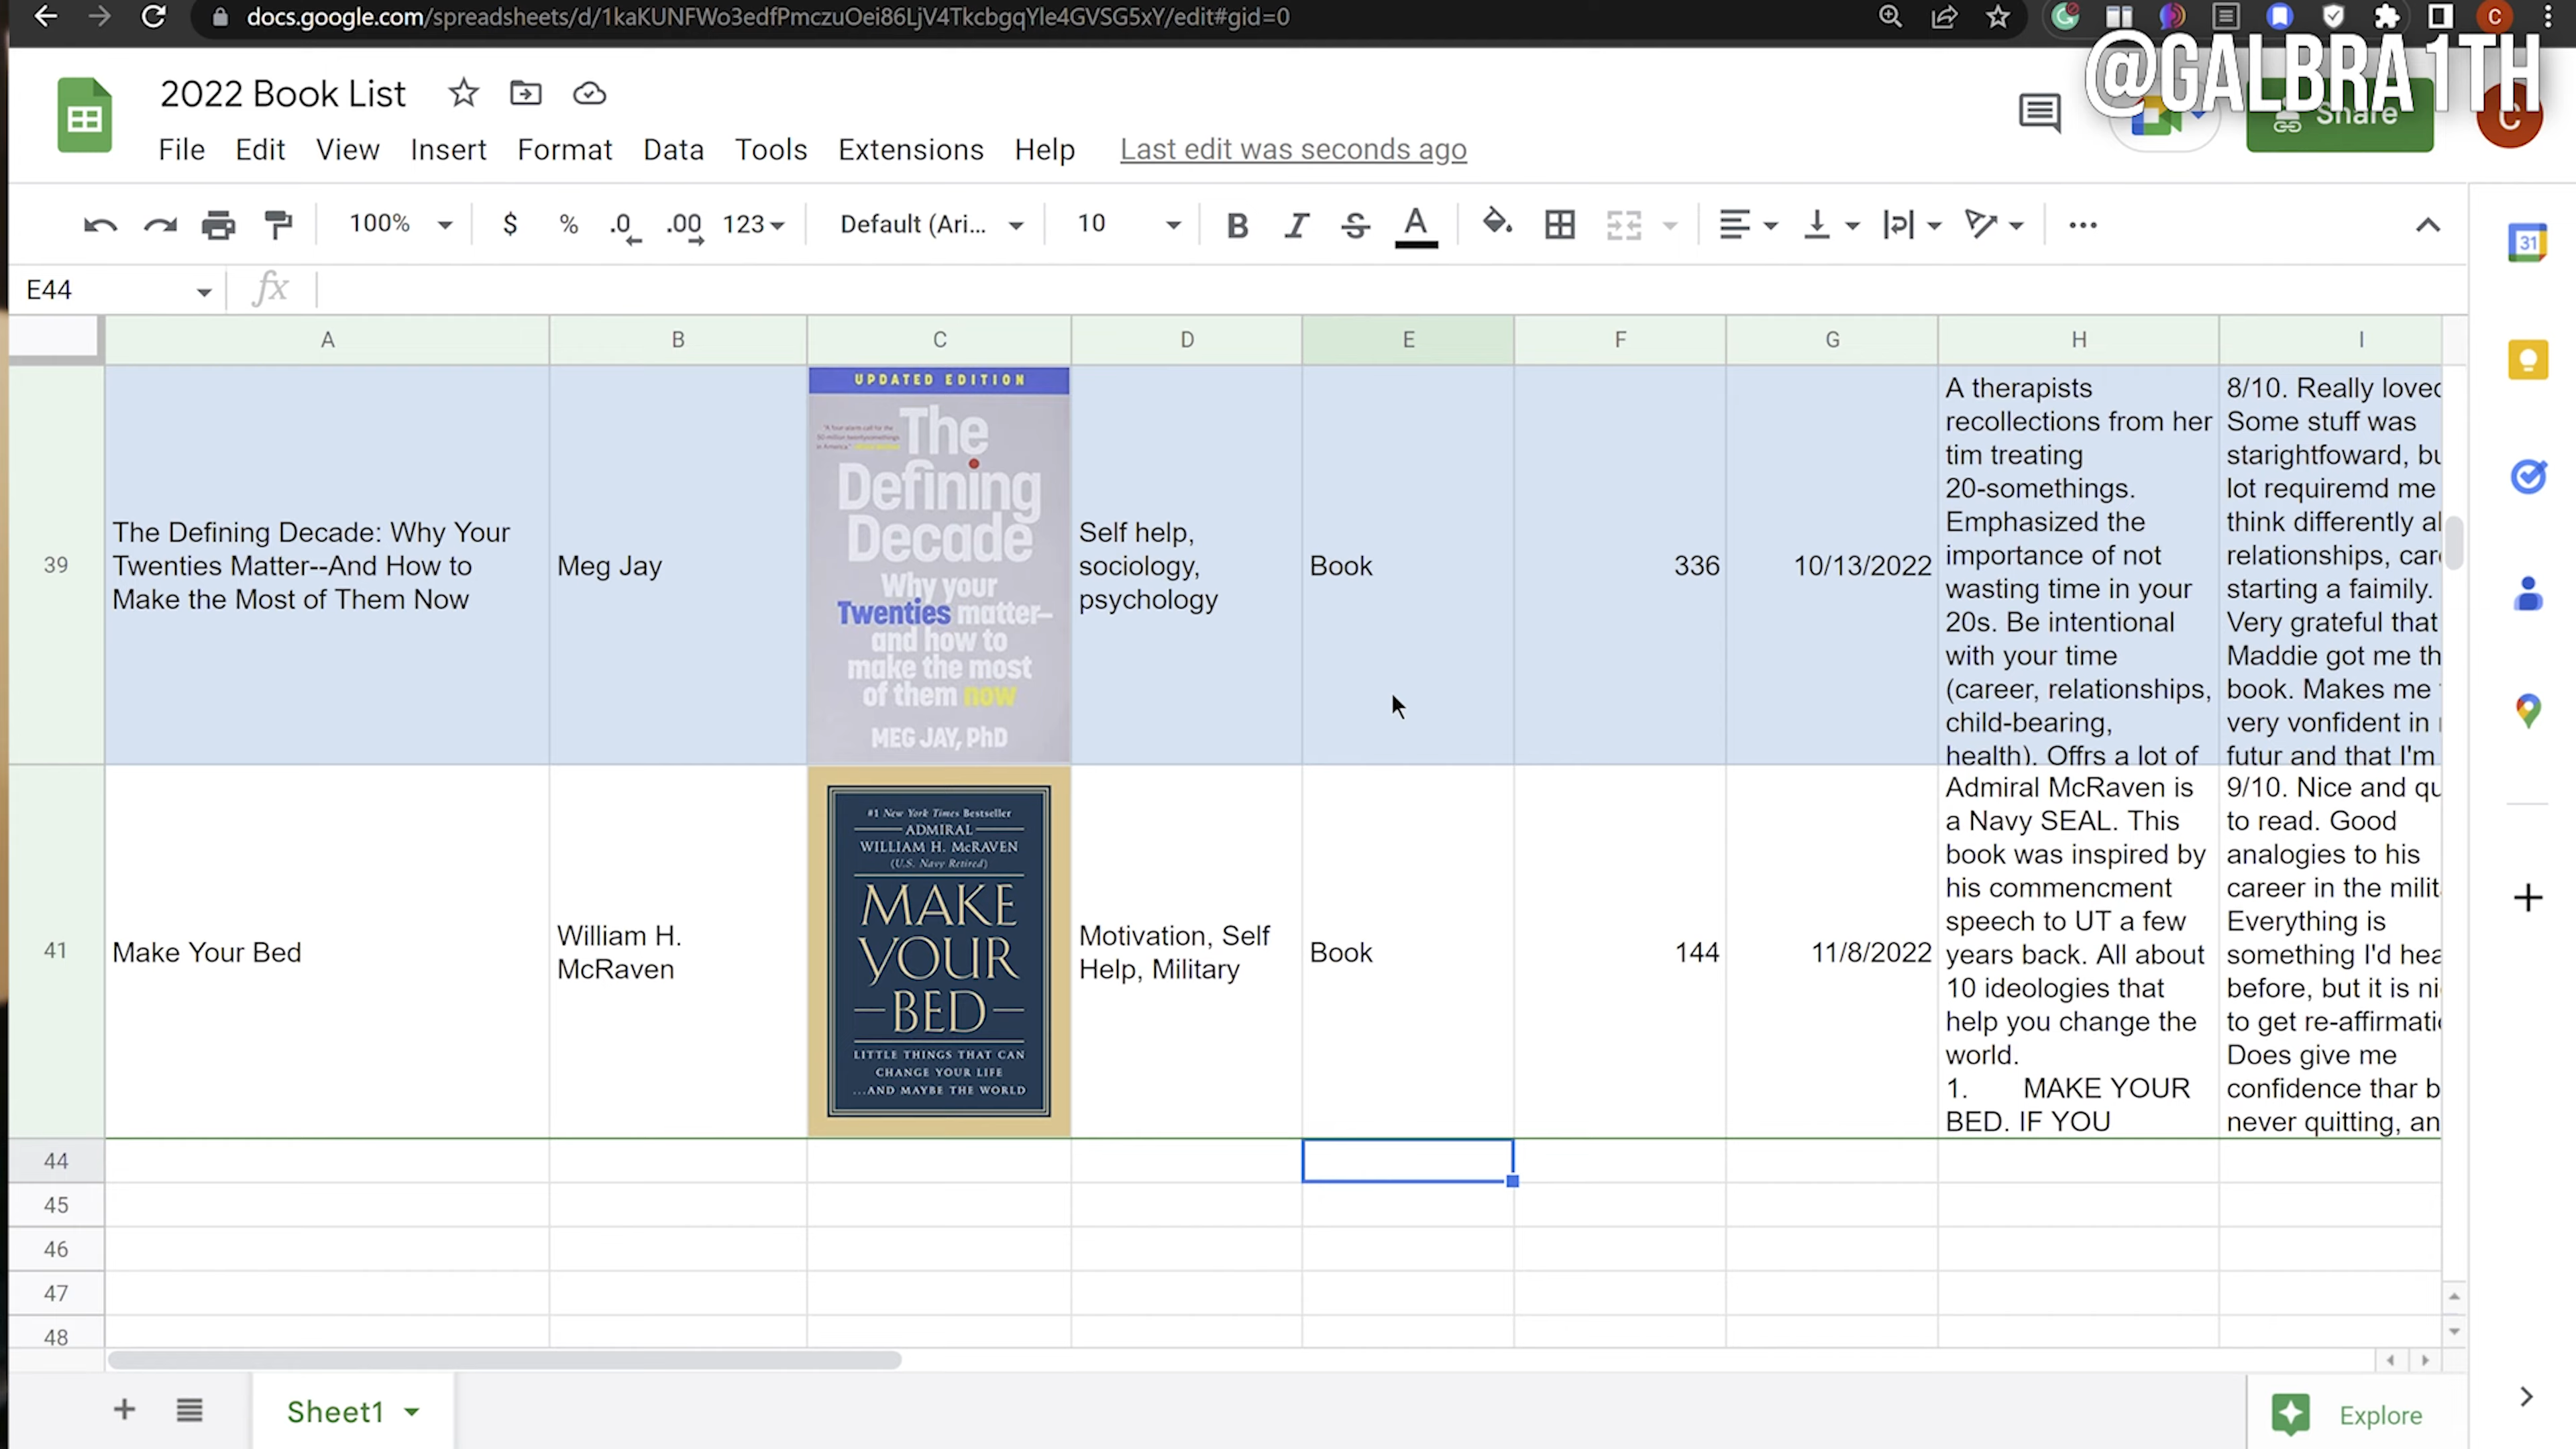 docs.google.com/spreadsheets/d/1kaKUNFWo3edfPmczuOei86LjV4TkcbgqYle4GVSG5xY/edit#gid=0
C
@GALBRA1TH
2022 Book List
Share
C
File Edit View Insert Format Data Tools Extensions Help Last edit was seconds ago
100% $ % .0 .00 123 Default (Ari... 10 B I S A
31
E44 fx
A B C D E F G H I
39
The Defining Decade: Why Your
Twenties Matter--And How to
Make the Most of Them Now
Meg Jay
UPDATED EDITION
The
Defining
Decade
Why your
Twenties matter–
and how to
make the most
of them now
MEG JAY, PhD
Self help,
sociology,
psychology
Book
336
10/13/2022
A therapists
recollections from her
tim treating
20-somethings.
Emphasized the
importance of not
wasting time in your
20s. Be intentional
with your time
(career, relationships,
child-bearing,
health). Offrs a lot of
8/10. Really loved
Some stuff was
starightfoward, bu
lot requiremd me
think differently a
relationships, car
starting a faimily.
Very grateful that
Maddie got me th
book. Makes me
very vonfident in
futur and that I'm
41
Make Your Bed
William H.
McRaven
#1 New York Times Bestseller
ADMIRAL
WILLIAM H. McRAVEN
(U.S. Navy Retired)
MAKE
YOUR
BED
LITTLE THINGS THAT CAN
CHANGE YOUR LIFE
...AND MAYBE THE WORLD
Motivation, Self
Help, Military
Book
144
11/8/2022
Admiral McRaven is
a Navy SEAL. This
book was inspired by
his commencment
speech to UT a few
years back. All about
10 ideologies that
help you change the
world.
1. MAKE YOUR
BED. IF YOU
9/10. Nice and qu
to read. Good
analogies to his
career in the milit
Everything is
something I'd hea
before, but it is ni
to get re-affirmati
Does give me
confidence thar b
never quitting, an
44
45
46
47
48
Sheet1
Explore